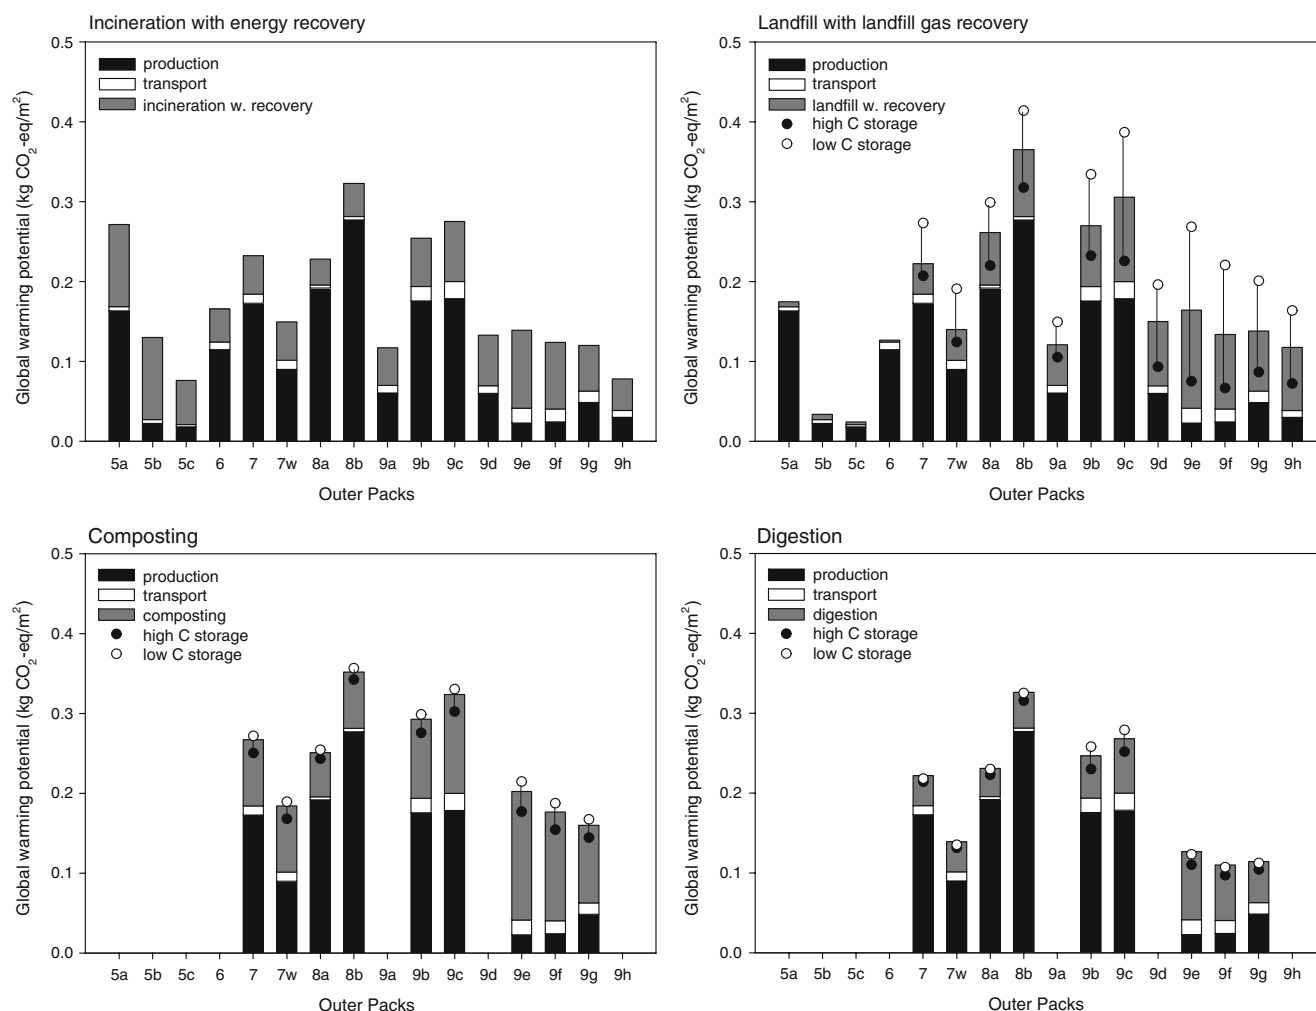 Incineration with energy recovery
0.5
0.4
0.3
0.2
0.1
0.0
Global warming potential (kg CO2-eq/m²)
production
transport
incineration w. recovery
5a 5b 5c 6 7 7w 8a 8b 9a 9b 9c 9d 9e 9f 9g 9h
Outer Packs
Landfill with landfill gas recovery
0.5
0.4
0.3
0.2
0.1
0.0
Global warming potential (kg CO2-eq/m²)
production
transport
landfill w. recovery
high C storage
low C storage
5a 5b 5c 6 7 7w 8a 8b 9a 9b 9c 9d 9e 9f 9g 9h
Outer Packs
Composting
0.5
0.4
0.3
0.2
0.1
0.0
Global warming potential (kg CO2-eq/m²)
production
transport
composting
high C storage
low C storage
5a 5b 5c 6 7 7w 8a 8b 9a 9b 9c 9d 9e 9f 9g 9h
Outer Packs
Digestion
0.5
0.4
0.3
0.2
0.1
0.0
Global warming potential (kg CO2-eq/m²)
production
transport
digestion
high C storage
low C storage
5a 5b 5c 6 7 7w 8a 8b 9a 9b 9c 9d 9e 9f 9g 9h
Outer Packs